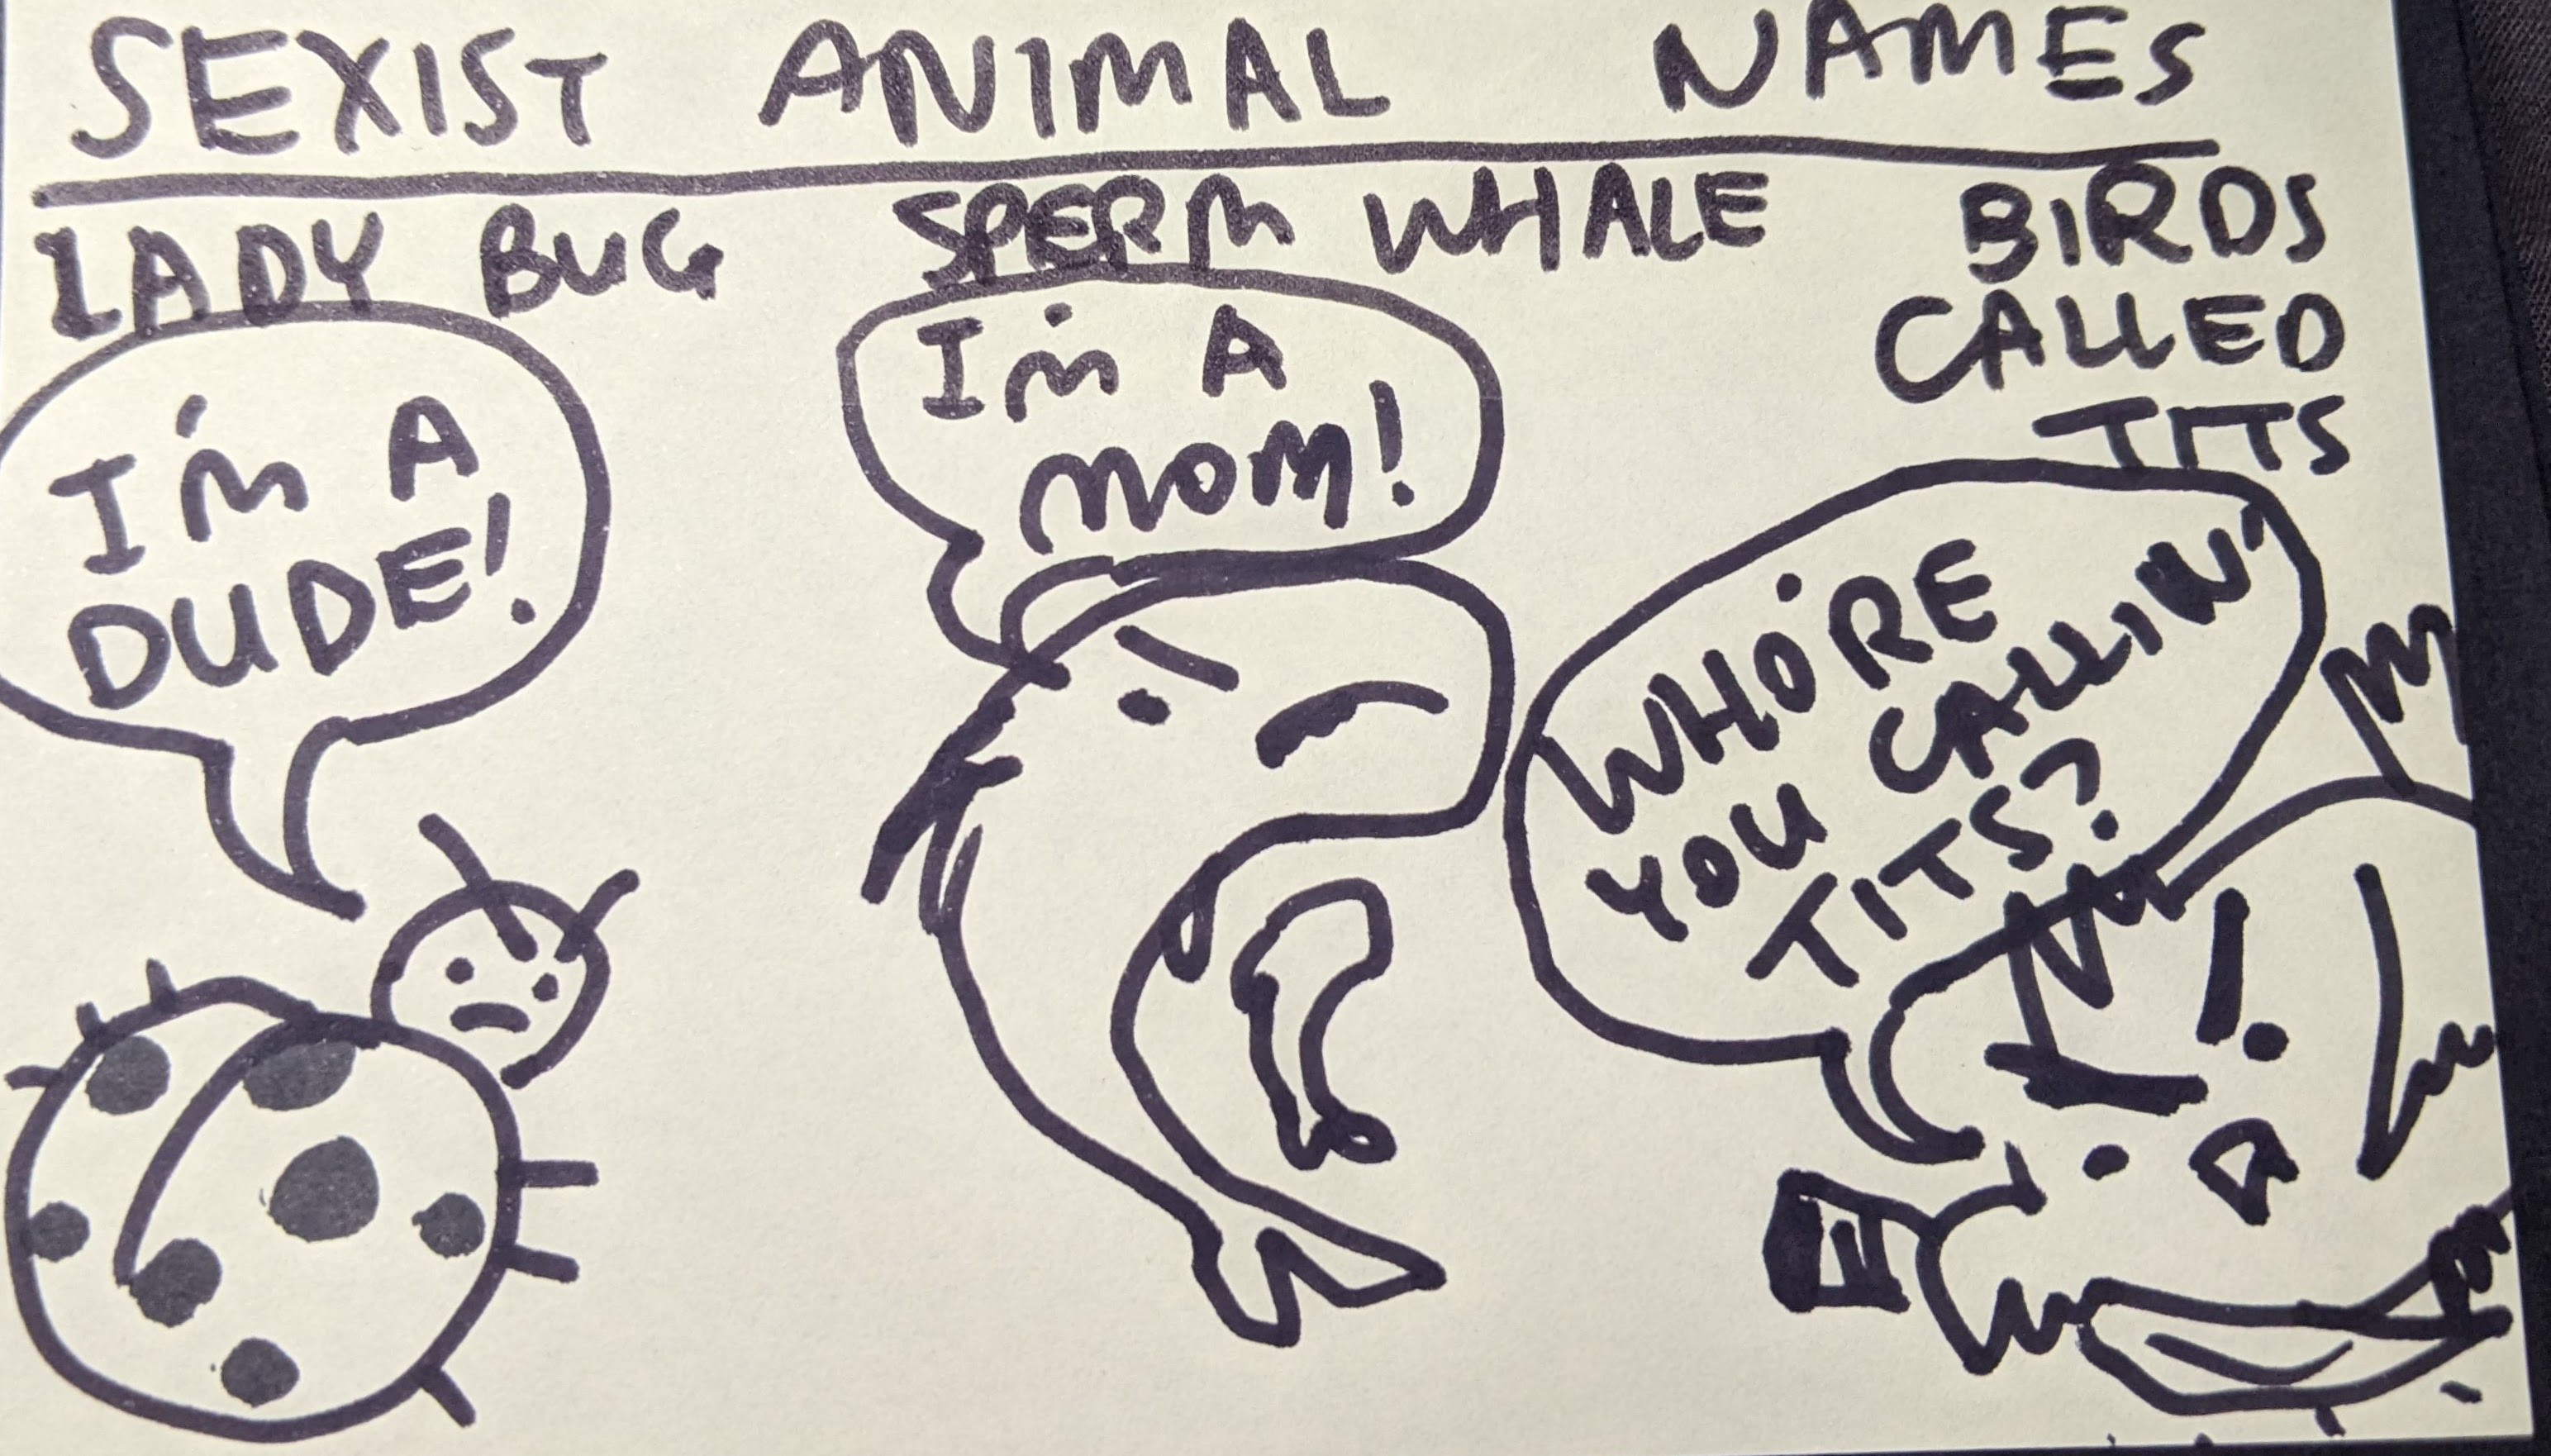 SEXIST ANIMAL NAMES
LADY BUG
I'M A
DUDE!
SPERM WHALE
I'M A
MOM!
BIRDS
CALLED
TITS
WHO'RE
YOU CALLIN'
TITS?